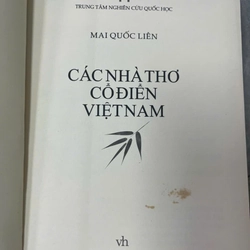 TRUNG TÂM NGHIÊN CỨU QUỐC HỌC
MAI QUỐC LIÊN
CÁC NHÀ THƠ
CỔ ĐIỂN
VIỆT NAM
vh